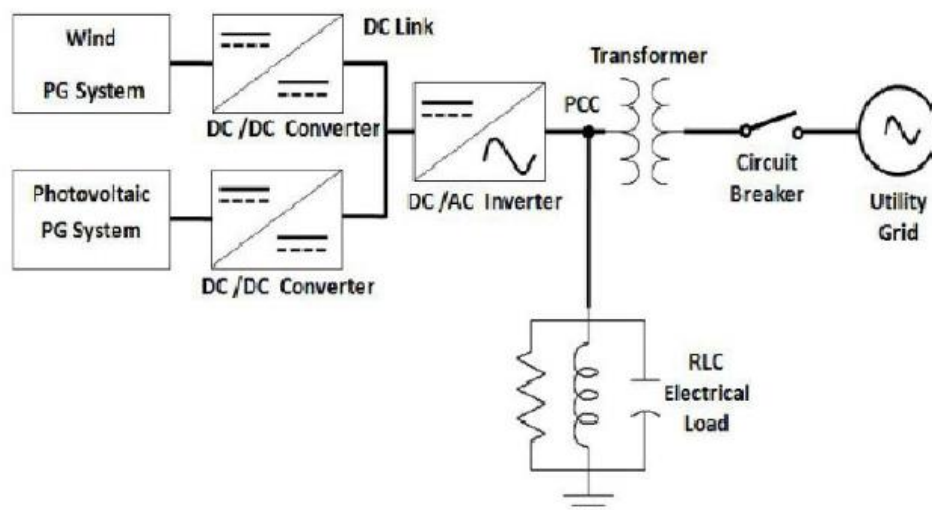 Wind
PG System
DC /DC Converter
DC Link
Photovoltaic
PG System
DC /DC Converter
DC /AC Inverter
PCC
Transformer
Circuit
Breaker
Utility
Grid
RLC
Electrical
Load